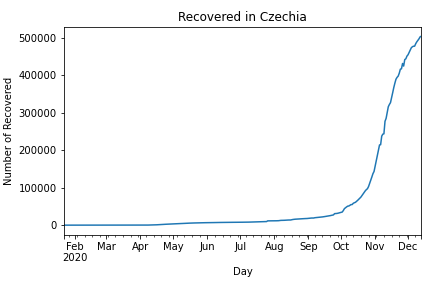 Recovered in Czechia
Number of Recovered
500000
400000
300000
200000
100000
0
Feb Mar Apr May Jun Jul Aug Sep Oct Nov Dec
2020
Day